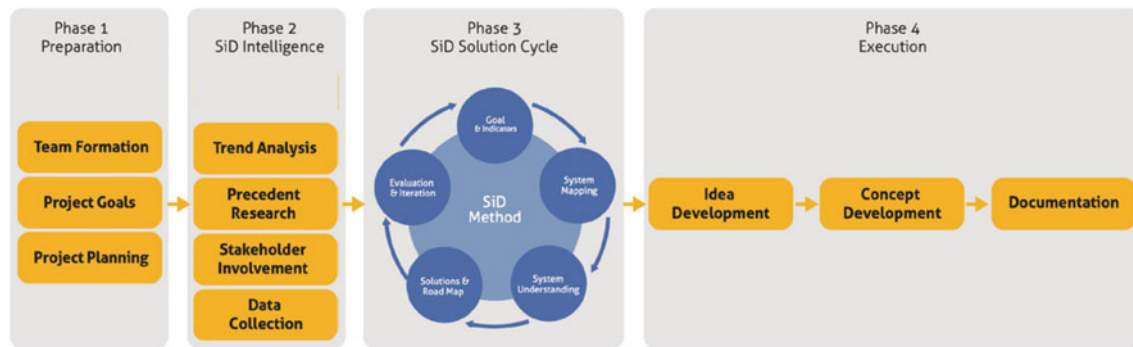 Phase 1
Preparation
Team Formation
Project Goals
Project Planning
Phase 2
SiD Intelligence
Trend Analysis
Precedent
Research
Stakeholder
Involvement
Data
Collection
Phase 3
SiD Solution Cycle
Goal
& Indicators
System
Mapping
System
Understanding
Solutions &
Road Map
Evaluation
& Iteration
SiD
Method
Phase 4
Execution
Idea
Development
Concept
Development
Documentation